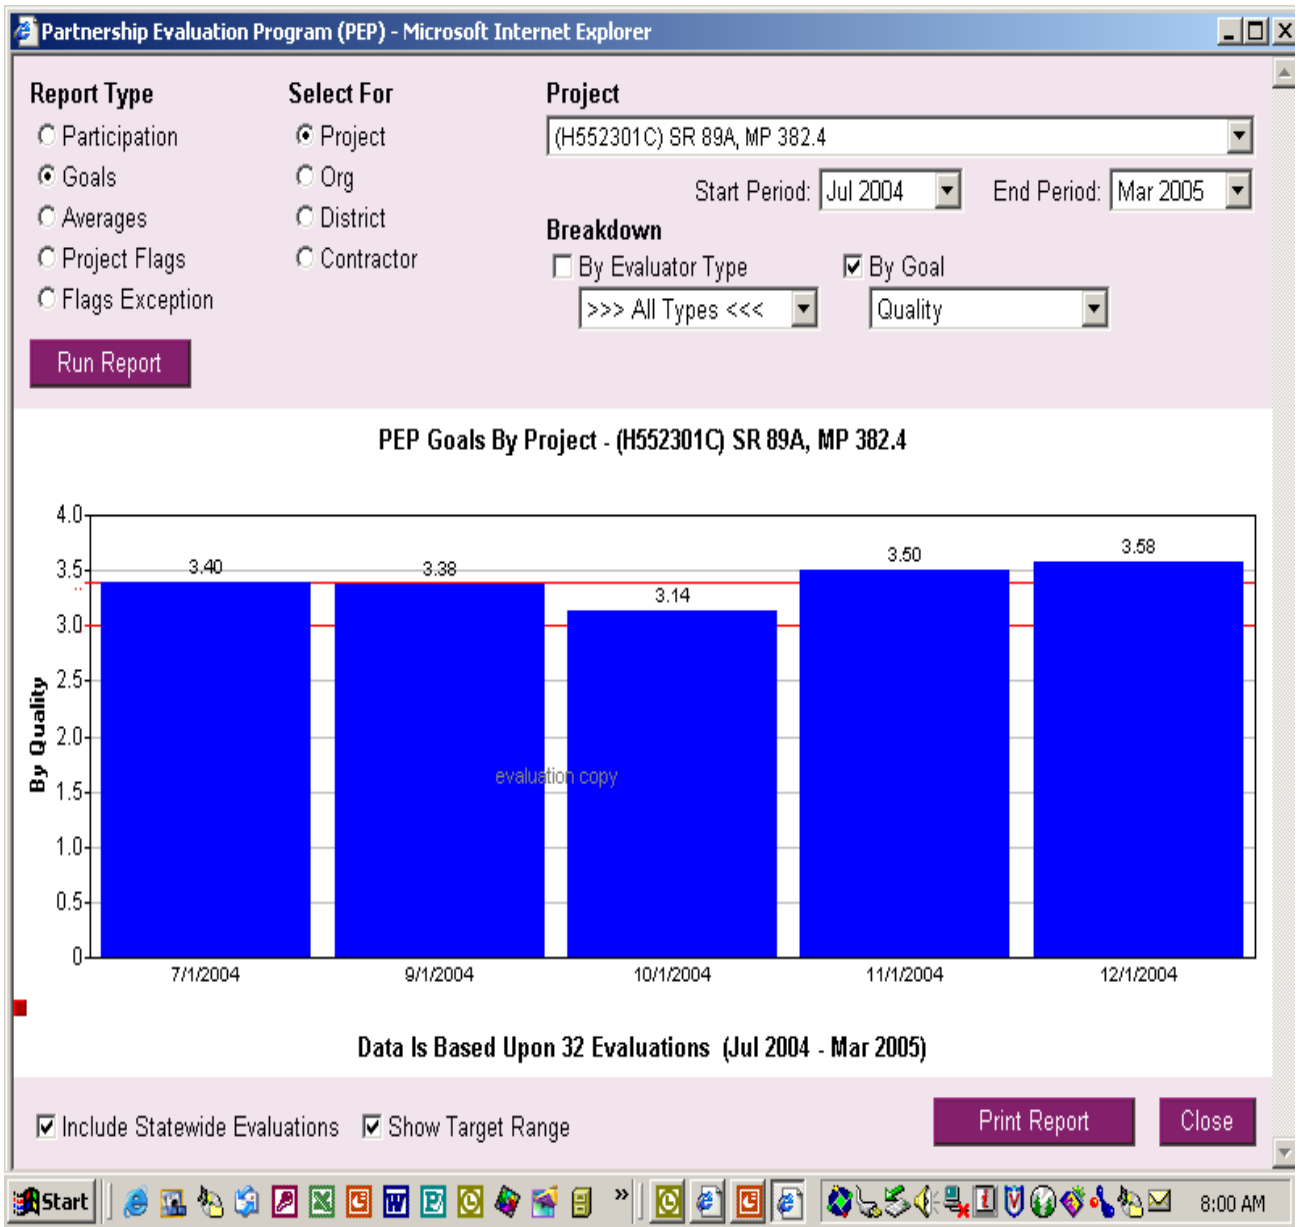 Partnership Evaluation Program (PEP) - Microsoft Internet Explorer
Report Type
Select For
Project
Participation
Project
(H552301C) SR 89A, MP 382.4
Goals
Org
Start Period:
Jul 2004
End Period:
Mar 2005
Averages
District
Breakdown
Project Flags
Contractor
By Evaluator Type
By Goal
Flags Exception
>>> All Types <<<
Quality
Run Report
PEP Goals By Project - (H552301C) SR 89A, MP 382.4
4.0
3.5
3.0
2.5
2.0
1.5
1.0
0.5
0
By Quality
3.40
3.38
3.14
3.50
3.58
evaluation copy
7/1/2004
9/1/2004
10/1/2004
11/1/2004
12/1/2004
Data Is Based Upon 32 Evaluations (Jul 2004 - Mar 2005)
Include Statewide Evaluations
Show Target Range
Print Report
Close
Start
»
8:00 AM